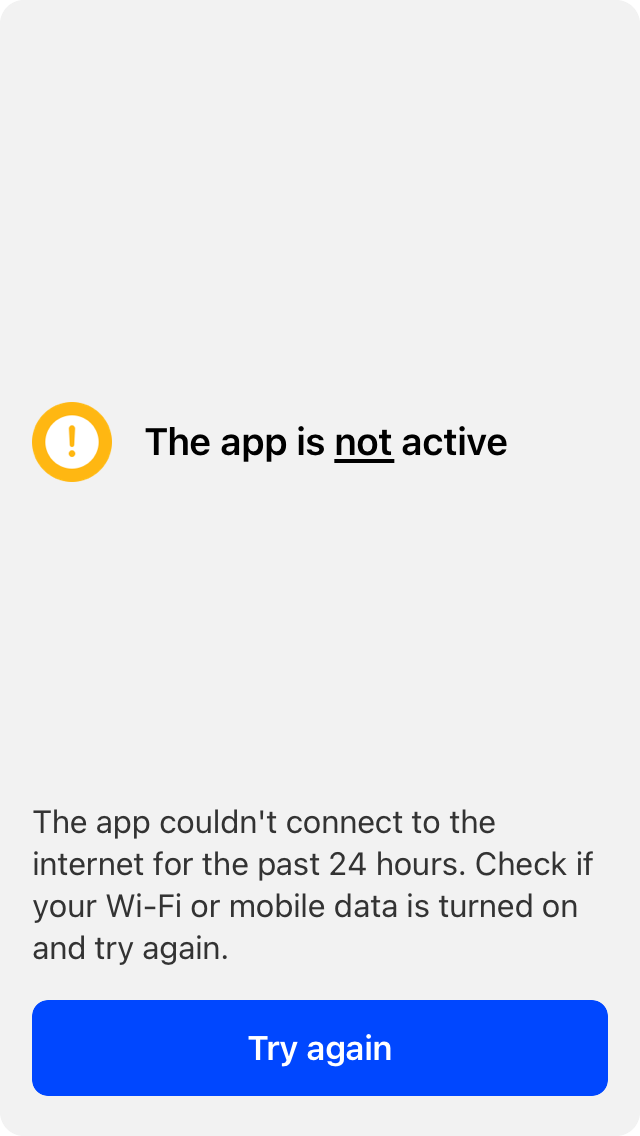 The app is not active
The app couldn't connect to the
internet for the past 24 hours. Check if
your Wi-Fi or mobile data is turned on
and try again.
Try again